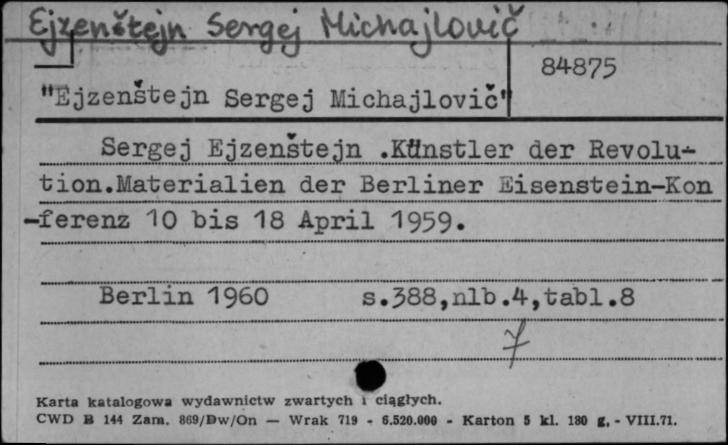 Ejzenštejn Sergej Michajlovič
84875
"Ejzenštejn Sergej Michajlovič"
Sergej Ejzenštejn .Künstler der Revolu-
tion.Materialien der Berliner Eisenstein-Kon
-ferenz 10 bis 18 April 1959.
Berlin 1960 s.388,nlb.4,tabl.8
7
Karta katalogowa wydawnictw zwartych i ciągłych.
CWD B 144 Zam. 869/Dw/On — Wrak 719 - 6.520.000 - Karton 5 kl. 180 g. - VIII.71.